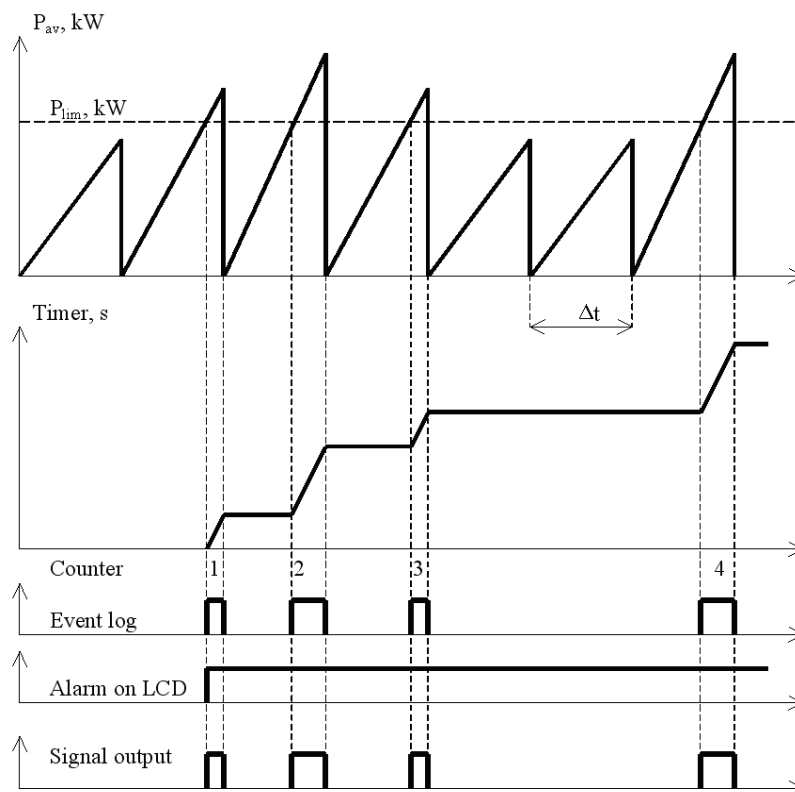 P_av, kW
P_lim, kW
Timer, s
Δt
Counter 1 2 3 4
Event log
Alarm on LCD
Signal output